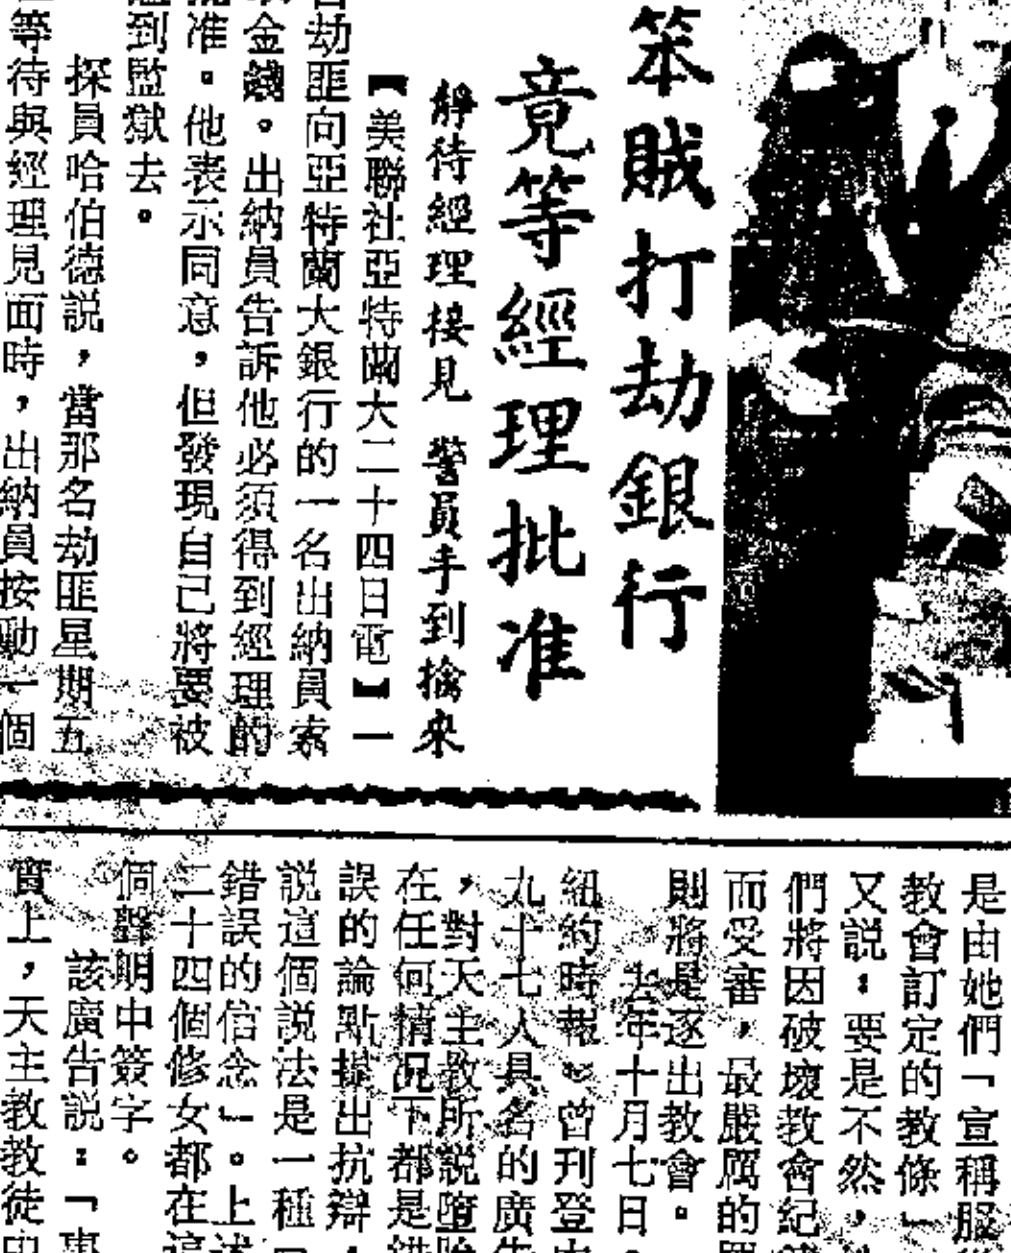 笨賊打劫銀行
竟等經理批准
靜待經理接見 警員手到擒來
【美聯社亞特蘭大二十四日電】一
劫匪向亞特蘭大銀行的一名出納員索
金錢。出納員告訴他必須得到經理的
准。他表示同意，但發現自己將要被
到監獄去。
探員哈伯德説，當那名劫匪星期五
等待與經理見面時，出納員按動一個
是由她們「宣稱服
教會訂定的教條」
又説：要是不然，
們將因破壞教會紀
而受審，最嚴厲的
則將是逐出教會。
去年十月七日，
紐約時報》曾刊登
九十七人具名的廣
，對天主教所説墮
在任何情況下都是
誤的論點提出抗辯，
説這個説法是一種
錯誤的信念」。上述
二十四個修女都在這
個聲明中簽字。
該廣告説：「事
實上，天主教教徒